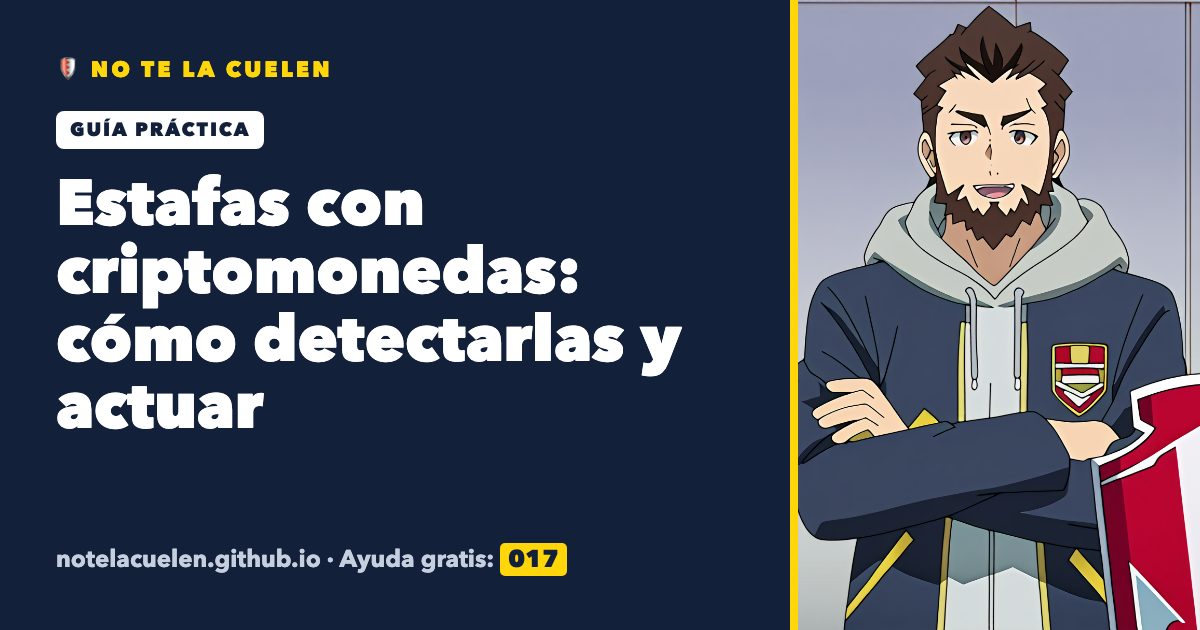 NO TE LA CUELEN
GUÍA PRÁCTICA
Estafas con
criptomonedas:
cómo detectarlas y
actuar
notelacuelen.github.io · Ayuda gratis: 017